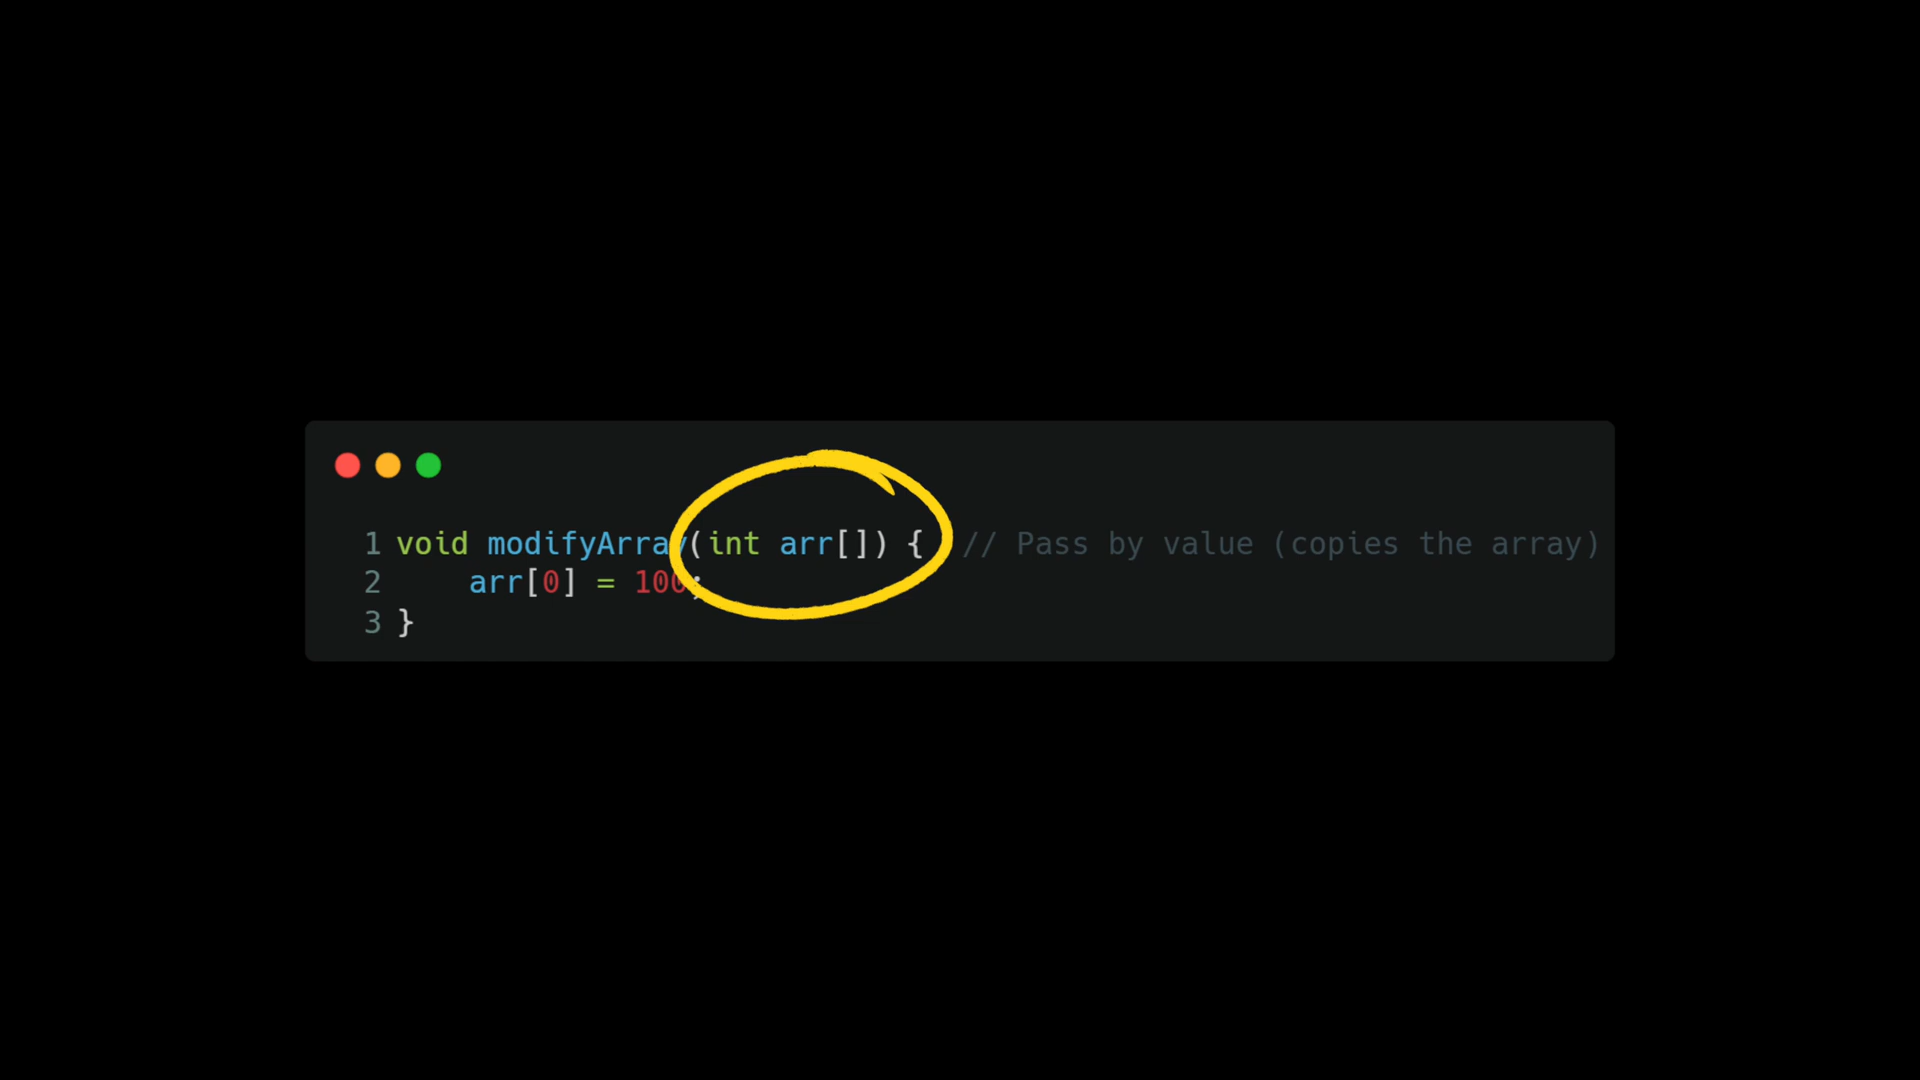 1 void modifyArray(int arr[]) { // Pass by value (copies the array)
2 arr[0] = 100;
3 }